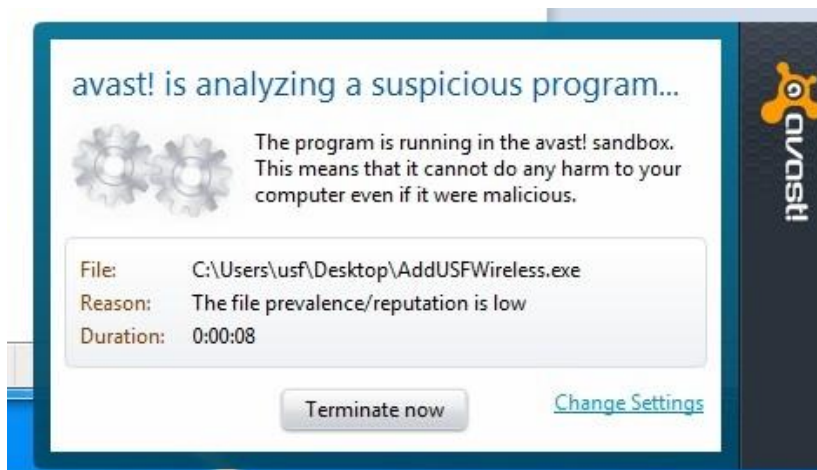 avast! is analyzing a suspicious program...
The program is running in the avast! sandbox.
This means that it cannot do any harm to your
computer even if it were malicious.
File: C:\Users\usf\Desktop\AddUSFWireless.exe
Reason: The file prevalence/reputation is low
Duration: 0:00:08
Terminate now
Change Settings
avast!